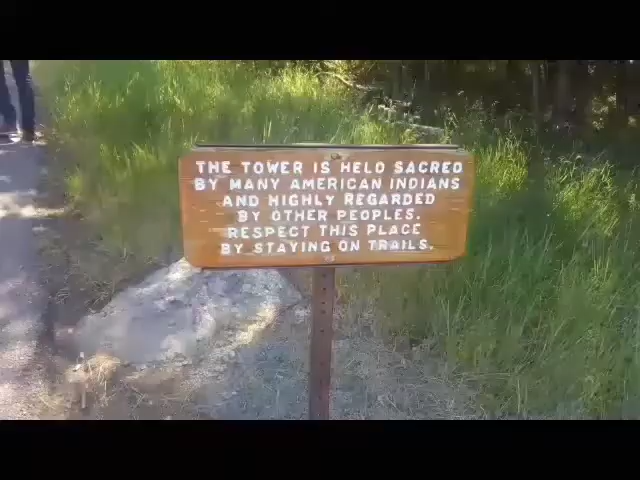 THE TOWER IS HELD SACRED
BY MANY AMERICAN INDIANS
AND HIGHLY REGARDED
BY OTHER PEOPLES.
RESPECT THIS PLACE
BY STAYING ON TRAILS.